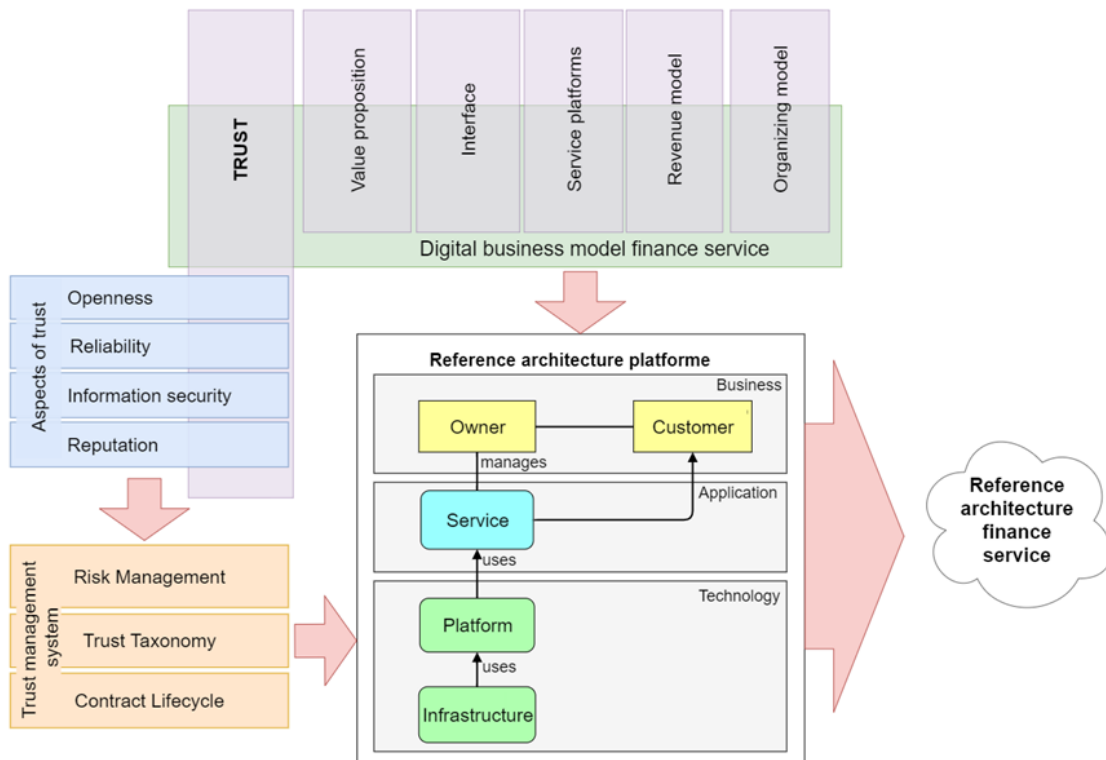 TRUST
Value proposition
Interface
Service platforms
Revenue model
Organizing model
Digital business model finance service
Aspects of trust
Openness
Reliability
Information security
Reputation
Trust management
system
Risk Management
Trust Taxonomy
Contract Lifecycle
Reference architecture platforme
Business
Owner
Customer
manages
Application
Service
uses
Technology
Platform
uses
Infrastructure
Reference
architecture
finance
service